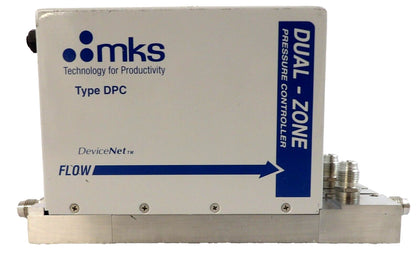 mks
Technology for Productivity
Type DPC
DeviceNet™
FLOW
DUAL - ZONE
PRESSURE CONTROLLER